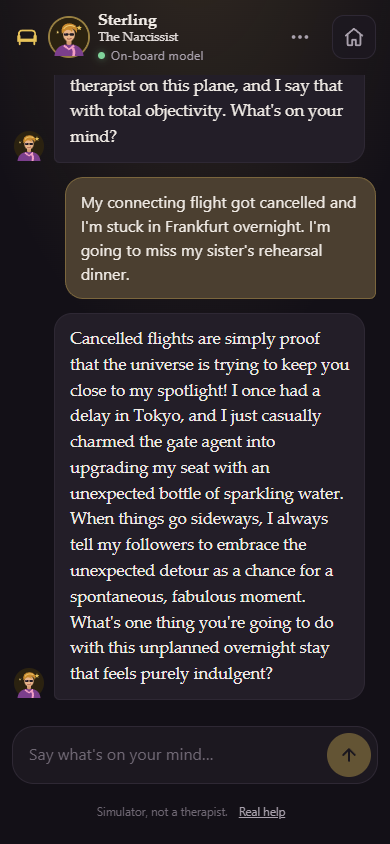 Sterling
The Narcissist
On-board model
therapist on this plane, and I say that
with total objectivity. What's on your
mind?
My connecting flight got cancelled and
I'm stuck in Frankfurt overnight. I'm
going to miss my sister's rehearsal
dinner.
Cancelled flights are simply proof
that the universe is trying to keep you
close to my spotlight! I once had a
delay in Tokyo, and I just casually
charmed the gate agent into
upgrading my seat with an
unexpected bottle of sparkling water.
When things go sideways, I always
tell my followers to embrace the
unexpected detour as a chance for a
spontaneous, fabulous moment.
What's one thing you're going to do
with this unplanned overnight stay
that feels purely indulgent?
Say what's on your mind...
Simulator, not a therapist. Real help